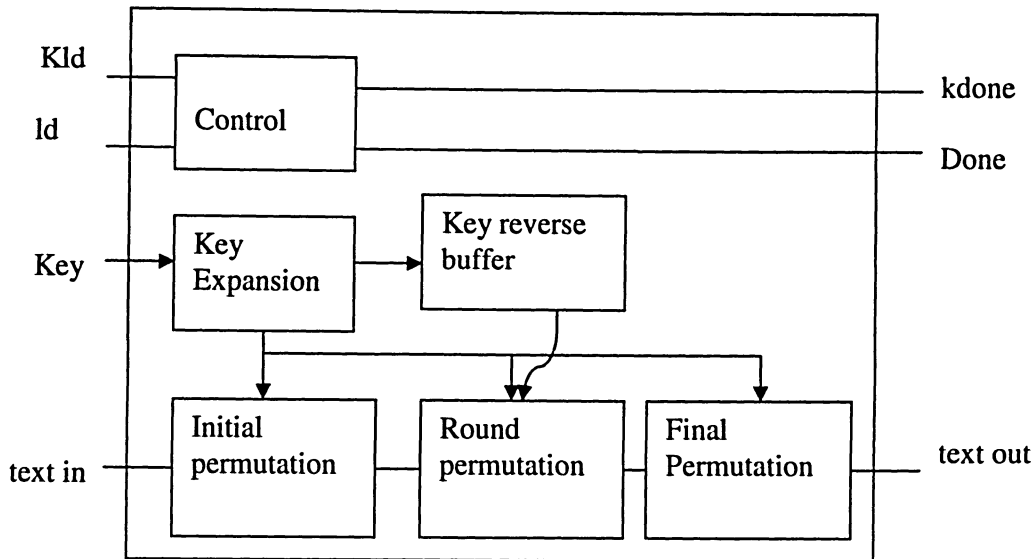 Kld
Control
kdone
ld
Done
Key reverse
buffer
Key
Key
Expansion
Initial
permutation
Round
permutation
Final
Permutation
text in
text out